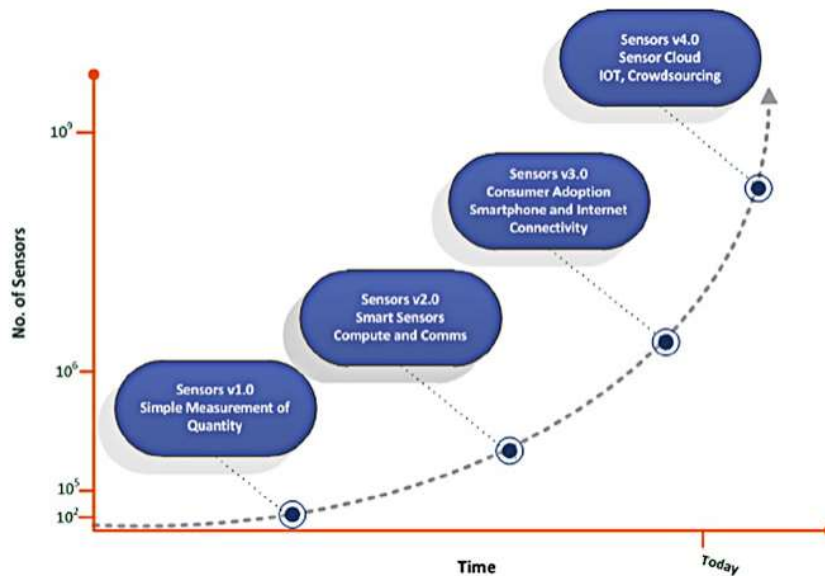 Sensors v4.0
Sensor Cloud
IOT, Crowdsourcing
10⁹
Sensors v3.0
Consumer Adoption
Smartphone and Internet
Connectivity
No. of Sensors
Sensors v2.0
Smart Sensors
Compute and Comms
10⁶
Sensors v1.0
Simple Measurement of
Quantity
10⁵
10²
Time
Today